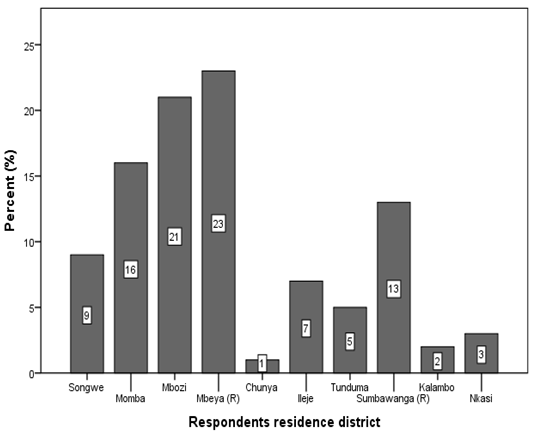 Percent (%)
25
20
15
10
5
0
9
16
21
23
1
7
5
13
2
3
Songwe
Momba
Mbozi
Mbeya (R)
Chunya
Ileje
Tunduma
Sumbawanga (R)
Kalambo
Nkasi
Respondents residence district